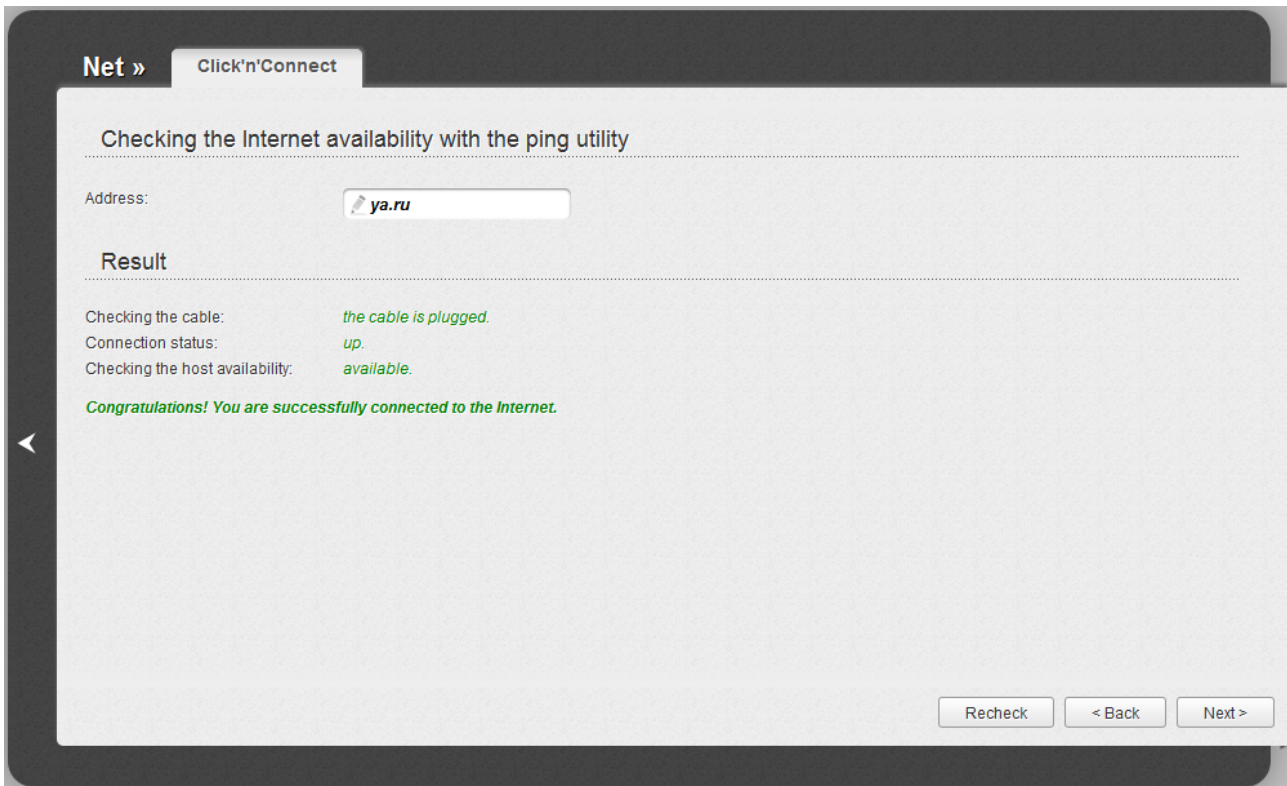 Net » Click'n'Connect
Checking the Internet availability with the ping utility
Address: ya.ru
Result
Checking the cable: the cable is plugged.
Connection status: up.
Checking the host availability: available.
Congratulations! You are successfully connected to the Internet.
Recheck < Back Next >